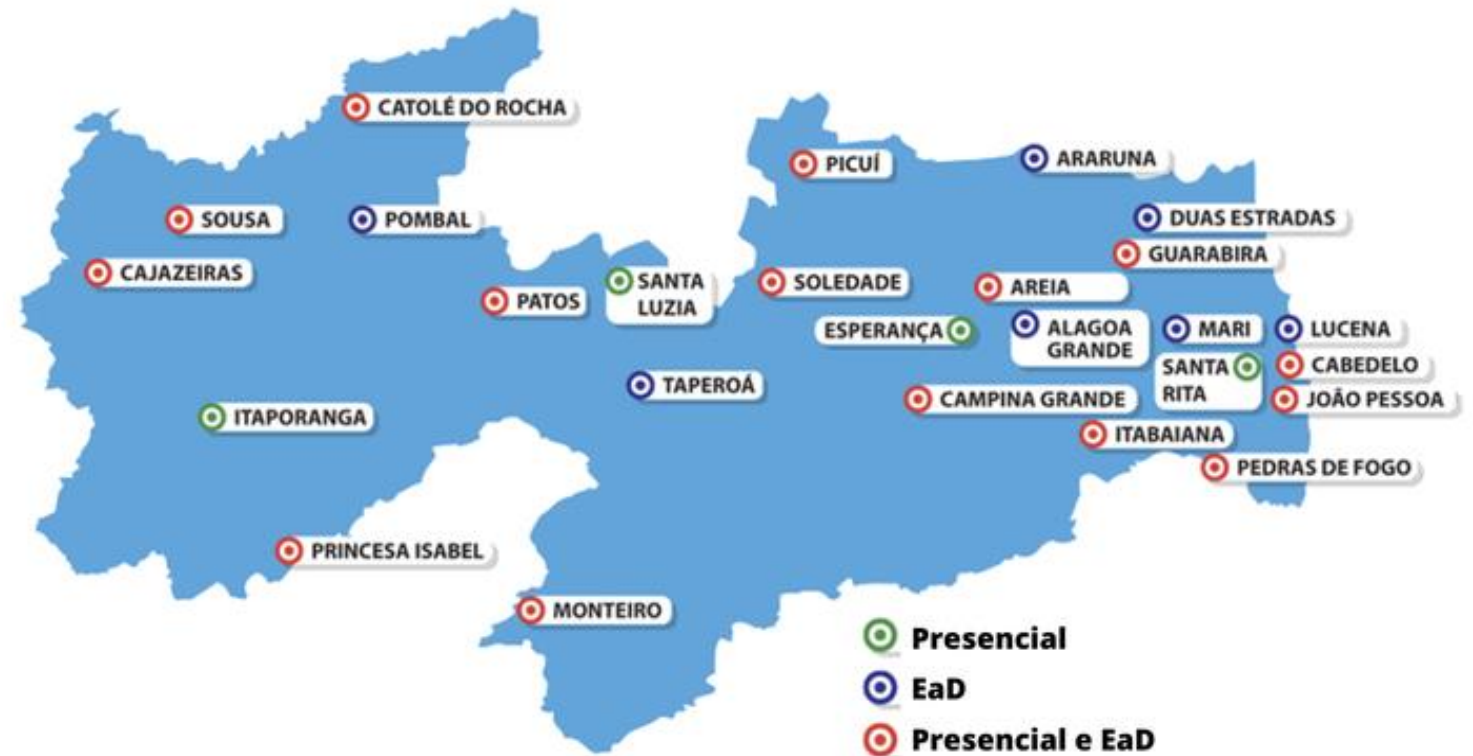 CATOLÉ DO ROCHA
PICUÍ
ARARUNA
SOUSA
POMBAL
DUAS ESTRADAS
GUARABIRA
CAJAZEIRAS
PATOS
SANTA
LUZIA
SOLEDADE
AREIA
ESPERANÇA
ALAGOA
GRANDE
MARI
LUCENA
SANTA
RITA
CABEDELO
TAPEROÁ
CAMPINA GRANDE
JOÃO PESSOA
ITAPORANGA
ITABAIANA
PEDRAS DE FOGO
PRINCESA ISABEL
MONTEIRO
Presencial
EaD
Presencial e EaD